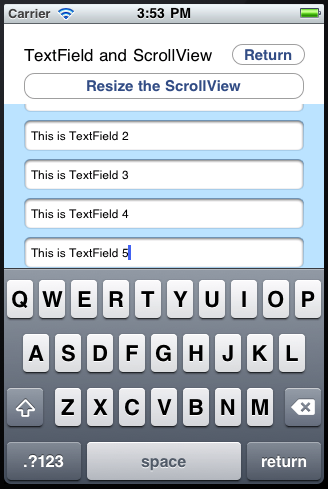 Carrier 3:53 PM
TextField and ScrollView Return
Resize the ScrollView
This is TextField 2
This is TextField 3
This is TextField 4
This is TextField 5
Q W E R T Y U I O P
A S D F G H J K L
Z X C V B N M
.?123 space return